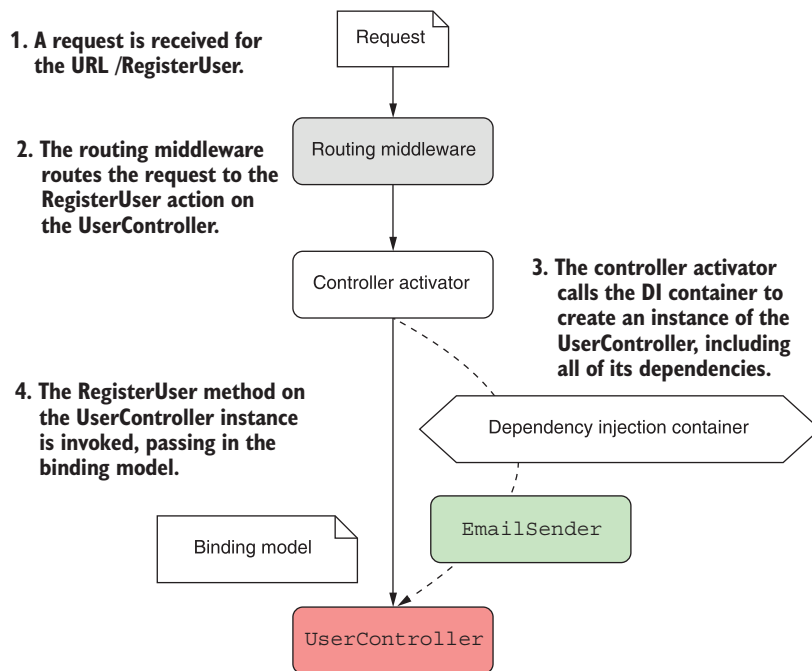 1. A request is received for
the URL /RegisterUser.
Request
2. The routing middleware
routes the request to the
RegisterUser action on
the UserController.
Routing middleware
Controller activator
3. The controller activator
calls the DI container to
create an instance of the
UserController, including
all of its dependencies.
4. The RegisterUser method on
the UserController instance
is invoked, passing in the
binding model.
Dependency injection container
EmailSender
Binding model
UserController